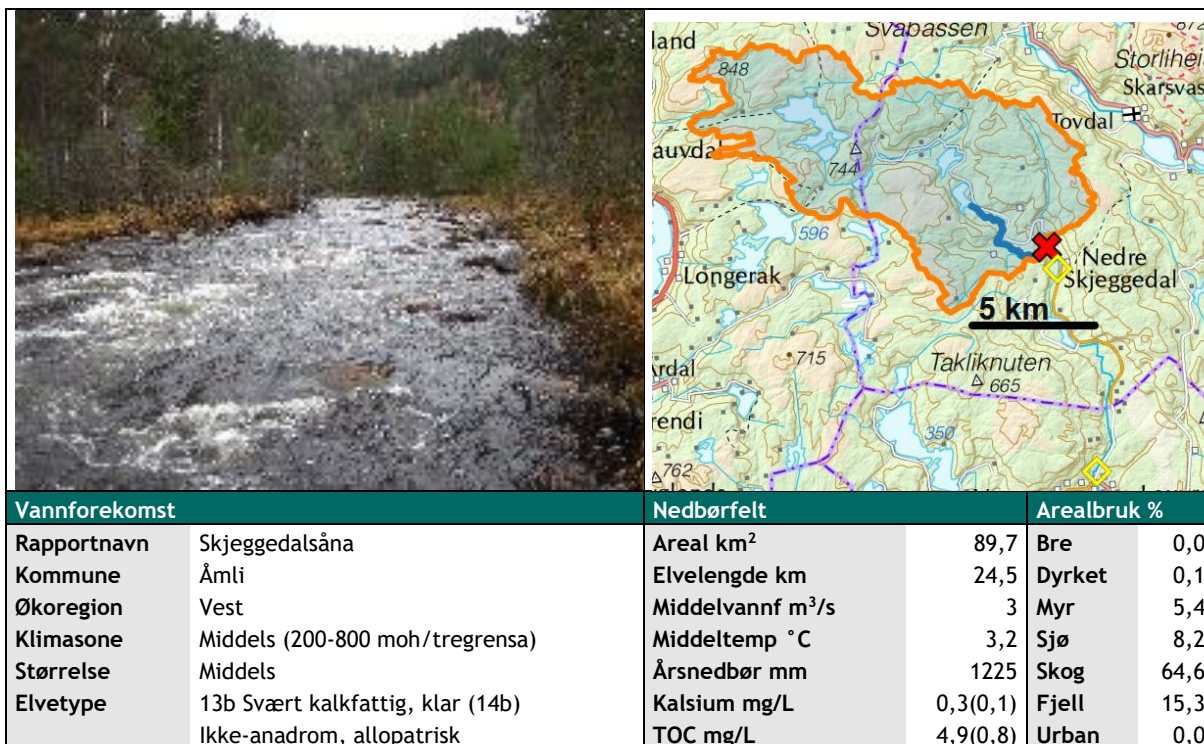 Svabassen
872
land
848
Storlihei
Skarsvas
Tovdal
auvdal
744
596
Nedre
Skjeggedal
Longerak
5 km
715
Takliknuten
665
rendi
350
762
Vannforekomst Nedbørfelt Arealbruk %
Rapportnavn Skjeggedalsåna Areal km² 89,7 Bre 0,0
Kommune Åmli Elvelengde km 24,5 Dyrket 0,1
Økoregion Vest Middelvannf m³/s 3 Myr 5,4
Klimasone Middels (200-800 moh/tregrensa) Middeltemp °C 3,2 Sjø 8,2
Størrelse Middels Årsnedbør mm 1225 Skog 64,6
Elvetype 13b Svært kalkfattig, klar (14b) Kalsium mg/L 0,3(0,1) Fjell 15,3
Ikke-anadrom, allopatrisk TOC mg/L 4,9(0,8) Urban 0,0